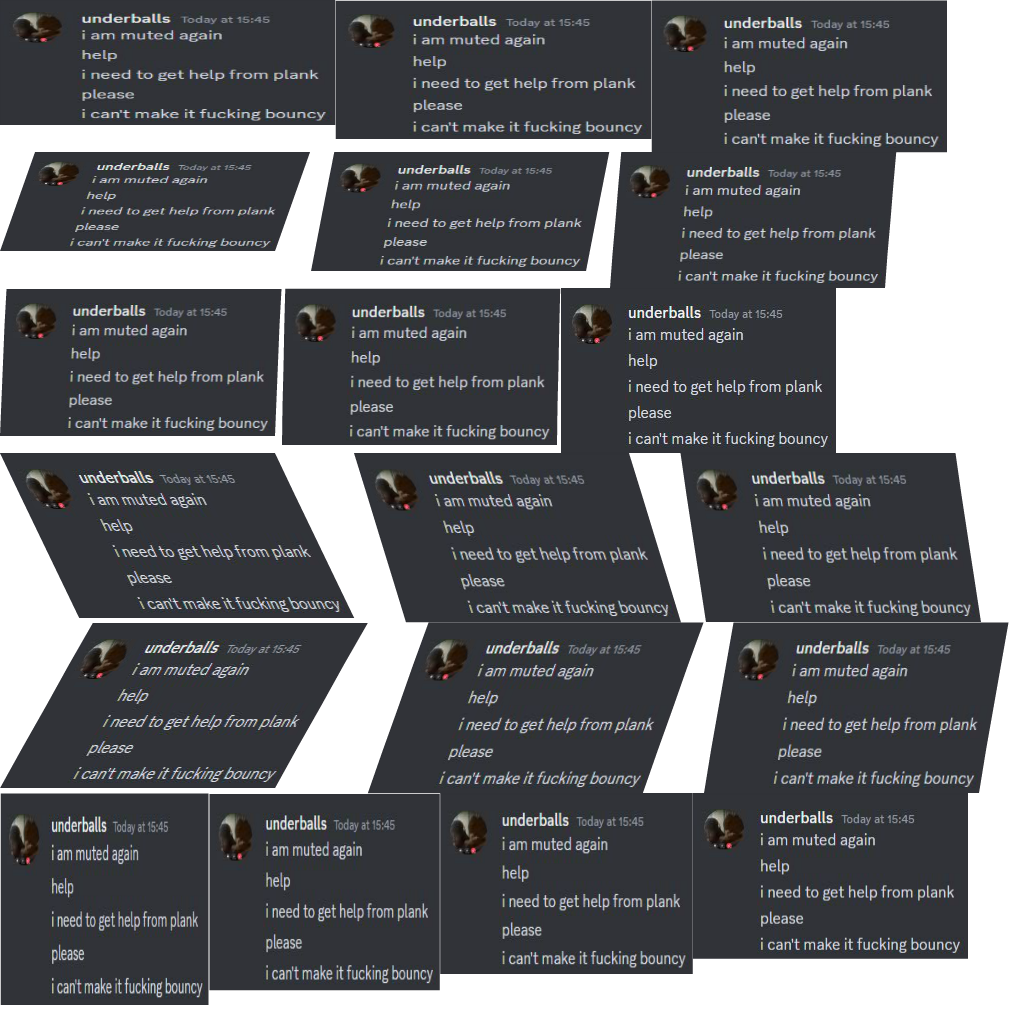 underballs Today at 15:45
i am muted again
help
i need to get help from plank
please
i can't make it fucking bouncy
underballs Today at 15:45
i am muted again
help
i need to get help from plank
please
i can't make it fucking bouncy
underballs Today at 15:45
i am muted again
help
i need to get help from plank
please
i can't make it fucking bouncy
underballs Today at 15:45
i am muted again
help
i need to get help from plank
please
i can't make it fucking bouncy
underballs Today at 15:45
i am muted again
help
i need to get help from plank
please
i can't make it fucking bouncy
underballs Today at 15:45
i am muted again
help
i need to get help from plank
please
i can't make it fucking bouncy
underballs Today at 15:45
i am muted again
help
i need to get help from plank
please
i can't make it fucking bouncy
underballs Today at 15:45
i am muted again
help
i need to get help from plank
please
i can't make it fucking bouncy
underballs Today at 15:45
i am muted again
help
i need to get help from plank
please
i can't make it fucking bouncy
underballs Today at 15:45
i am muted again
help
i need to get help from plank
please
i can't make it fucking bouncy
underballs Today at 15:45
i am muted again
help
i need to get help from plank
please
i can't make it fucking bouncy
underballs Today at 15:45
i am muted again
help
i need to get help from plank
please
i can't make it fucking bouncy
underballs Today at 15:45
i am muted again
help
i need to get help from plank
please
i can't make it fucking bouncy
underballs Today at 15:45
i am muted again
help
i need to get help from plank
please
i can't make it fucking bouncy
underballs Today at 15:45
i am muted again
help
i need to get help from plank
please
i can't make it fucking bouncy
underballs Today at 15:45
i am muted again
help
i need to get help from plank
please
i can't make it fucking bouncy
underballs Today at 15:45
i am muted again
help
i need to get help from plank
please
i can't make it fucking bouncy
underballs Today at 15:45
i am muted again
help
i need to get help from plank
please
i can't make it fucking bouncy
underballs Today at 15:45
i am muted again
help
i need to get help from plank
please
i can't make it fucking bouncy